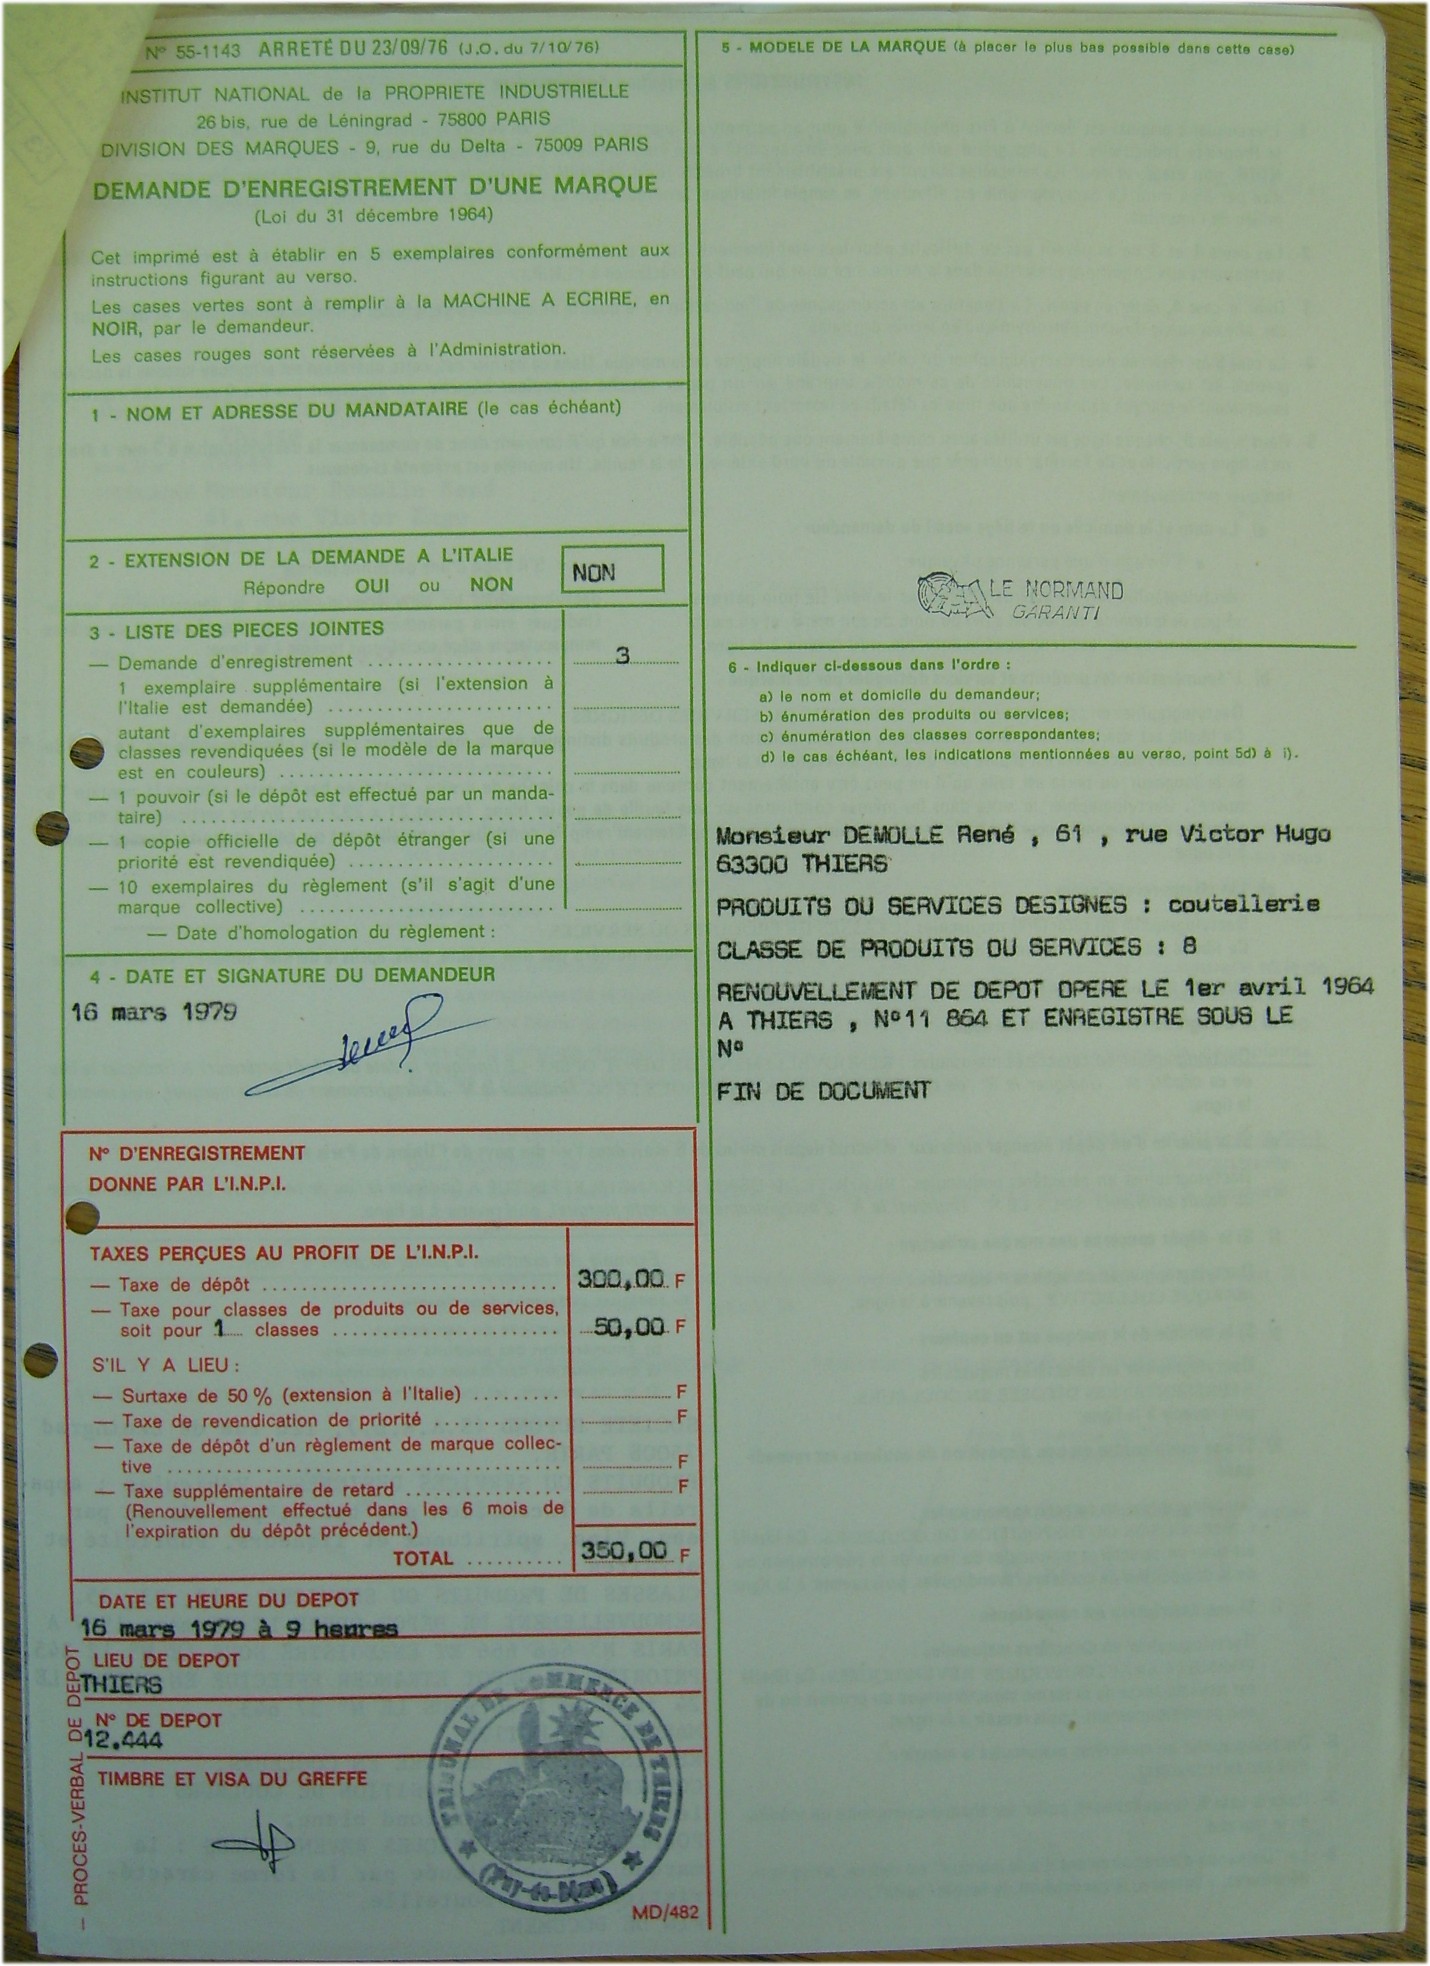 N° 55-1143 ARRETÉ DU 23/09/76 (J.O. du 7/10/76)
INSTITUT NATIONAL de la PROPRIETE INDUSTRIELLE
26 bis, rue de Léningrad - 75800 PARIS
DIVISION DES MARQUES - 9, rue du Delta - 75009 PARIS
DEMANDE D'ENREGISTREMENT D'UNE MARQUE
(Loi du 31 décembre 1964)
Cet imprimé est à établir en 5 exemplaires conformément aux
instructions figurant au verso.
Les cases vertes sont à remplir à la MACHINE A ECRIRE, en
NOIR, par le demandeur.
Les cases rouges sont réservées à l'Administration.
1 - NOM ET ADRESSE DU MANDATAIRE (le cas échéant)
2 - EXTENSION DE LA DEMANDE A L'ITALIE
Répondre OUI ou NON
NON
3 - LISTE DES PIECES JOINTES
— Demande d'enregistrement .................. 3
1 exemplaire supplémentaire (si l'extension à
l'Italie est demandée) ......................
autant d'exemplaires supplémentaires que de
classes revendiquées (si le modèle de la marque
est en couleurs) ..........................
— 1 pouvoir (si le dépôt est effectué par un manda-
taire) ...................................
— 1 copie officielle de dépôt étranger (si une
priorité est revendiquée) ....................
— 10 exemplaires du règlement (s'il s'agit d'une
marque collective) ........................
— Date d'homologation du règlement :
4 - DATE ET SIGNATURE DU DEMANDEUR
16 mars 1979
N° D'ENREGISTREMENT
DONNE PAR L'I.N.P.I.
TAXES PERÇUES AU PROFIT DE L'I.N.P.I.
— Taxe de dépôt ............................ 300,00 F
— Taxe pour classes de produits ou de services,
soit pour 1 classes ...................... 50,00 F
S'IL Y A LIEU :
— Surtaxe de 50 % (extension à l'Italie) ......... F
— Taxe de revendication de priorité ............ F
— Taxe de dépôt d'un règlement de marque collec-
tive ..................................... F
— Taxe supplémentaire de retard ............... F
(Renouvellement effectué dans les 6 mois de
l'expiration du dépôt précédent.)
TOTAL .......... 350,00 F
— PROCES-VERBAL DE DEPOT
DATE ET HEURE DU DEPOT
16 mars 1979 à 9 heures
LIEU DE DEPOT
THIERS
N° DE DEPOT
12.444
TIMBRE ET VISA DU GREFFE
TRIBUNAL DE COMMERCE DE THIERS
(Puy-de-Dôme)
MD/482
5 - MODELE DE LA MARQUE (à placer le plus bas possible dans cette case)
LE NORMAND
GARANTI
6 - Indiquer ci-dessous dans l'ordre :
a) le nom et domicile du demandeur;
b) énumération des produits ou services;
c) énumération des classes correspondantes;
d) le cas échéant, les indications mentionnées au verso, point 5d) à i).
Monsieur DEMOLLE René , 61 , rue Victor Hugo
63300 THIERS
PRODUITS OU SERVICES DESIGNES : coutellerie
CLASSE DE PRODUITS OU SERVICES : 8
RENOUVELLEMENT DE DEPOT OPERE LE 1er avril 1964
A THIERS , N°11 864 ET ENREGISTRE SOUS LE
N°
FIN DE DOCUMENT